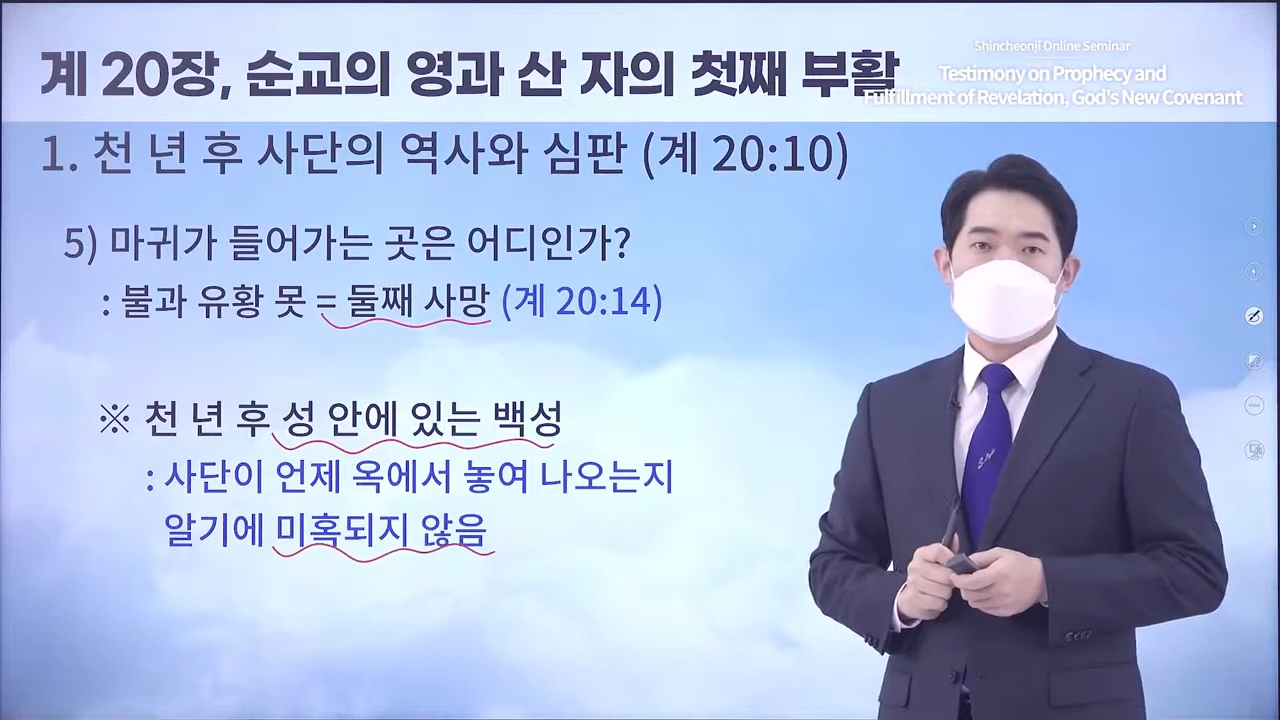 계 20장, 순교의 영과 산 자의 첫째 부활
Shincheonji Online Seminar
Testimony on Prophecy and
Fulfillment of Revelation, God's New Covenant
1. 천 년 후 사단의 역사와 심판 (계 20:10)
5) 마귀가 들어가는 곳은 어디인가?
: 불과 유황 못 = 둘째 사망 (계 20:14)
※ 천 년 후 성 안에 있는 백성
: 사단이 언제 옥에서 놓여 나오는지
알기에 미혹되지 않음